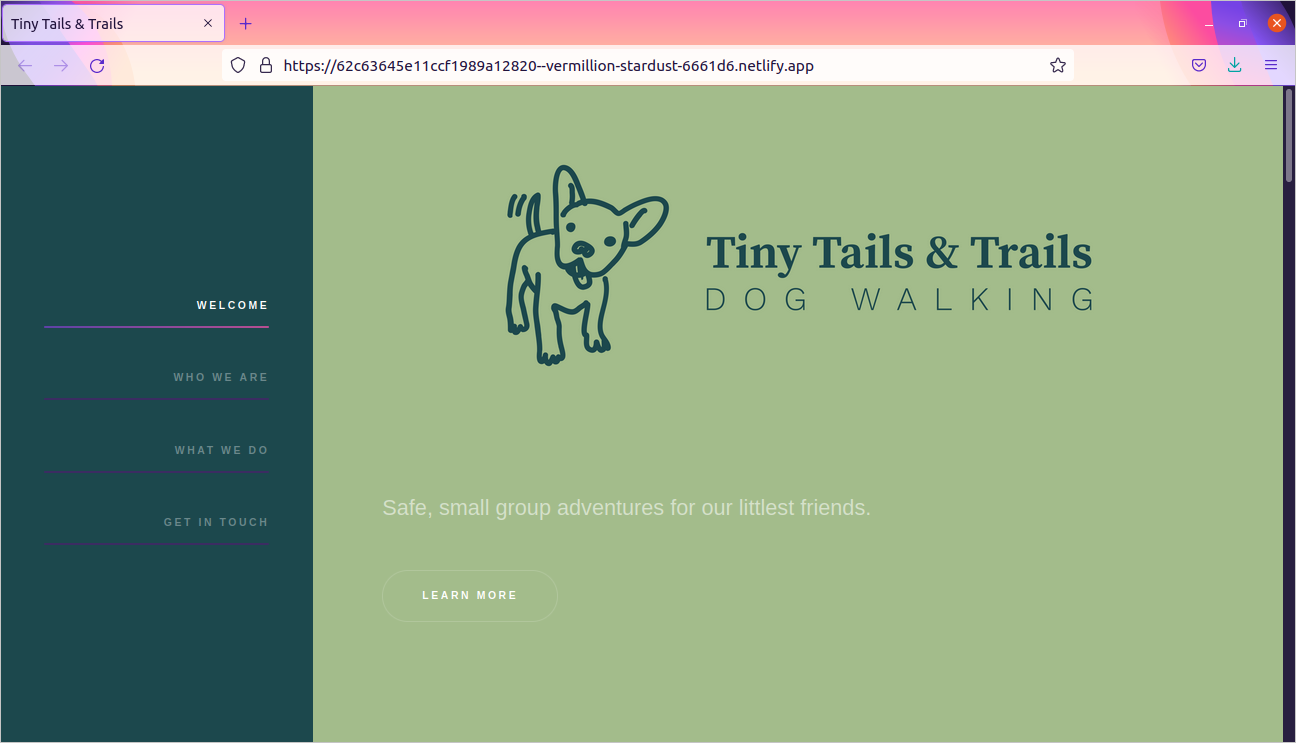 Tiny Tails & Trails
https://62c63645e11ccf1989a12820--vermillion-stardust-6661d6.netlify.app
WELCOME
WHO WE ARE
WHAT WE DO
GET IN TOUCH
Tiny Tails & Trails
DOG WALKING
Safe, small group adventures for our littlest friends.
LEARN MORE